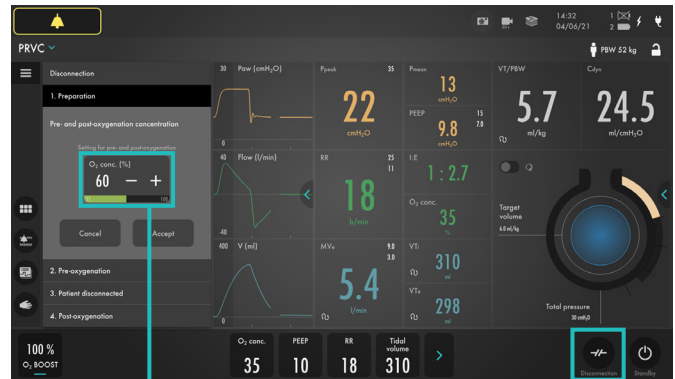 14:32
04/06/21
1
2
PRVC
PBW 52 kg
Disconnection
1. Preparation
Pre- and post-oxygenation concentration
Setting for pre- and post-oxygenation
O₂ conc. (%)
60 − +
100
Cancel
Accept
2. Pre-oxygenation
3. Patient disconnected
4. Post-oxygenation
30 Paw (cmH₂O)
0
40 Flow (l/min)
-40
400 V (ml)
0
Ppeak 35
22
cmH₂O
Pmean
13
cmH₂O
PEEP 15
7.0
9.8
cmH₂O
RR 25
11
18
b/min
I:E
1 : 2.7
O₂ conc.
35
%
MVe 9.0
3.0
5.4
l/min
VTi
310
ml
VTe
298
ml
VT/PBW
5.7
ml/kg
Cdyn
24.5
ml/cmH₂O
Target
volume
6.0 ml/kg
Total pressure
30 cmH₂O
100 %
O₂ BOOST
O₂ conc.
35
PEEP
10
RR
18
Tidal
volume
310
Disconnection
Standby